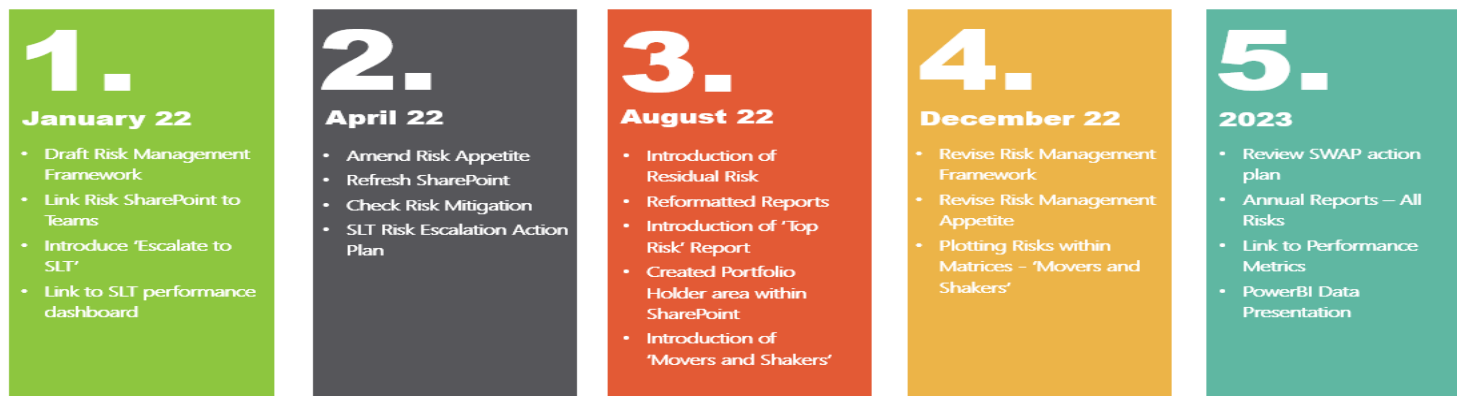 1.
January 22
• Draft Risk Management
Framework
• Link Risk SharePoint to
Teams
• Introduce ‘Escalate to
SLT’
• Link to SLT performance
dashboard
2.
April 22
• Amend Risk Appetite
• Refresh SharePoint
• Check Risk Mitigation
• SLT Risk Escalation Action
Plan
3.
August 22
• Introduction of
Residual Risk
• Reformatted Reports
• Introduction of ‘Top
Risk’ Report
• Created Portfolio
Holder area within
SharePoint
• Introduction of
‘Movers and Shakers’
4.
December 22
• Revise Risk Management
Framework
• Revise Risk Management
Appetite
• Plotting Risks within
Matrices - ‘Movers and
Shakers’
5.
2023
• Review SWAP action
plan
• Annual Reports – All
Risks
• Link to Performance
Metrics
• PowerBI Data
Presentation